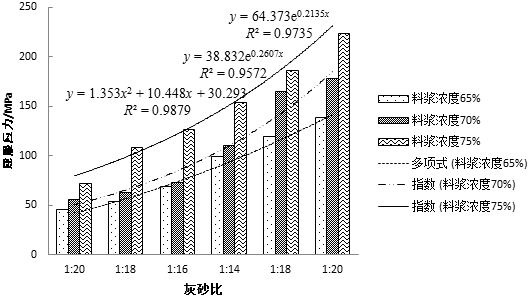 250
200
150
100
50
0
屈服应力/MPa
y = 64.373e^0.2135x
R² = 0.9735
y = 38.832e^0.2607x
R² = 0.9572
y = 1.353x² + 10.448x + 30.293
R² = 0.9879
1:20 1:18 1:16 1:14 1:18 1:20
灰砂比
料浆浓度65%
料浆浓度70%
料浆浓度75%
多项式 (料浆浓度65%)
指数 (料浆浓度70%)
指数 (料浆浓度75%)